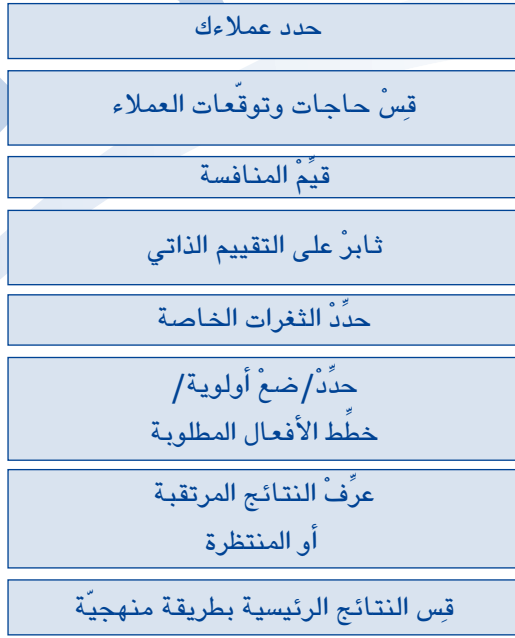 حدد عملاءك
قِسْ حاجات وتوقّعات العملاء
قيِّمْ المنافسة
ثابرْ على التقييم الذاتي
حدِّدْ الثغرات الخاصة
حدِّدْ/ضعْ أولوية/
خطِّط الأفعال المطلوبة
عرِّفْ النتائج المرتقبة
أو المنتظرة
قِس النتائج الرئيسية بطريقة منهجيّة